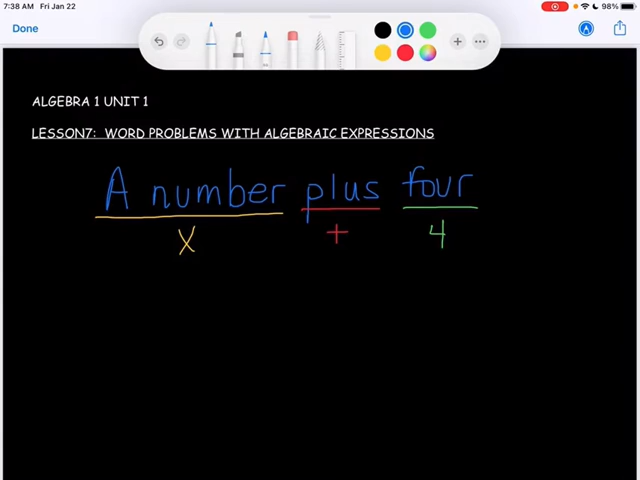 7:38 AM Fri Jan 22
98%
Done
ALGEBRA 1 UNIT 1
LESSON7: WORD PROBLEMS WITH ALGEBRAIC EXPRESSIONS
A number plus four
x + 4